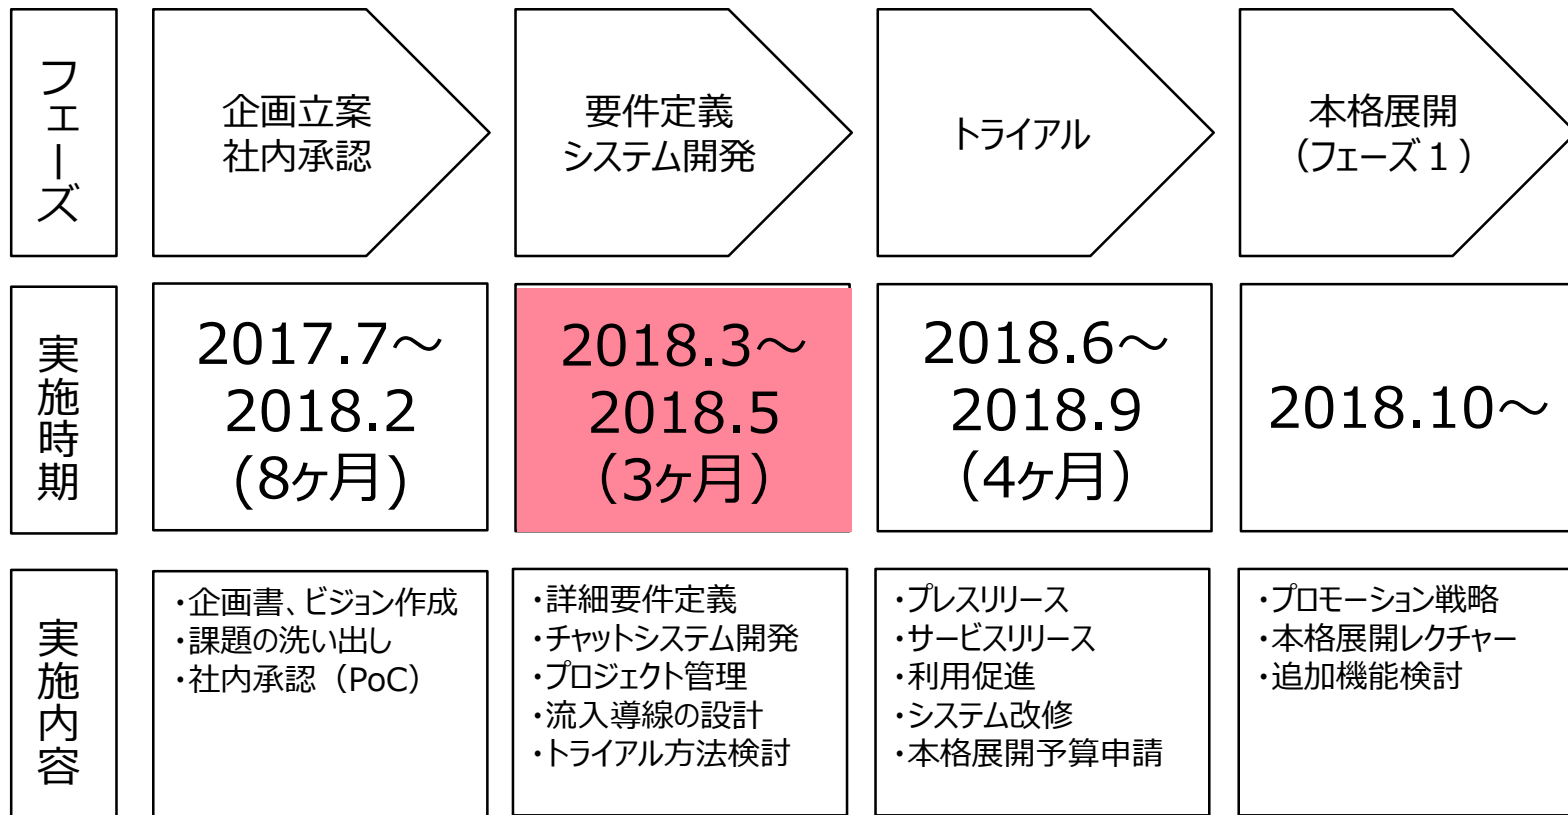 フェーズ
企画立案
社内承認
要件定義
システム開発
トライアル
本格展開
（フェーズ１）
実施時期
2017.7～
2018.2
(8ヶ月)
2018.3～
2018.5
（3ヶ月）
2018.6～
2018.9
（4ヶ月）
2018.10～
実施内容
・企画書、ビジョン作成
・課題の洗い出し
・社内承認（PoC）
・詳細要件定義
・チャットシステム開発
・プロジェクト管理
・流入導線の設計
・トライアル方法検討
・プレスリリース
・サービスリリース
・利用促進
・システム改修
・本格展開予算申請
・プロモーション戦略
・本格展開レクチャー
・追加機能検討